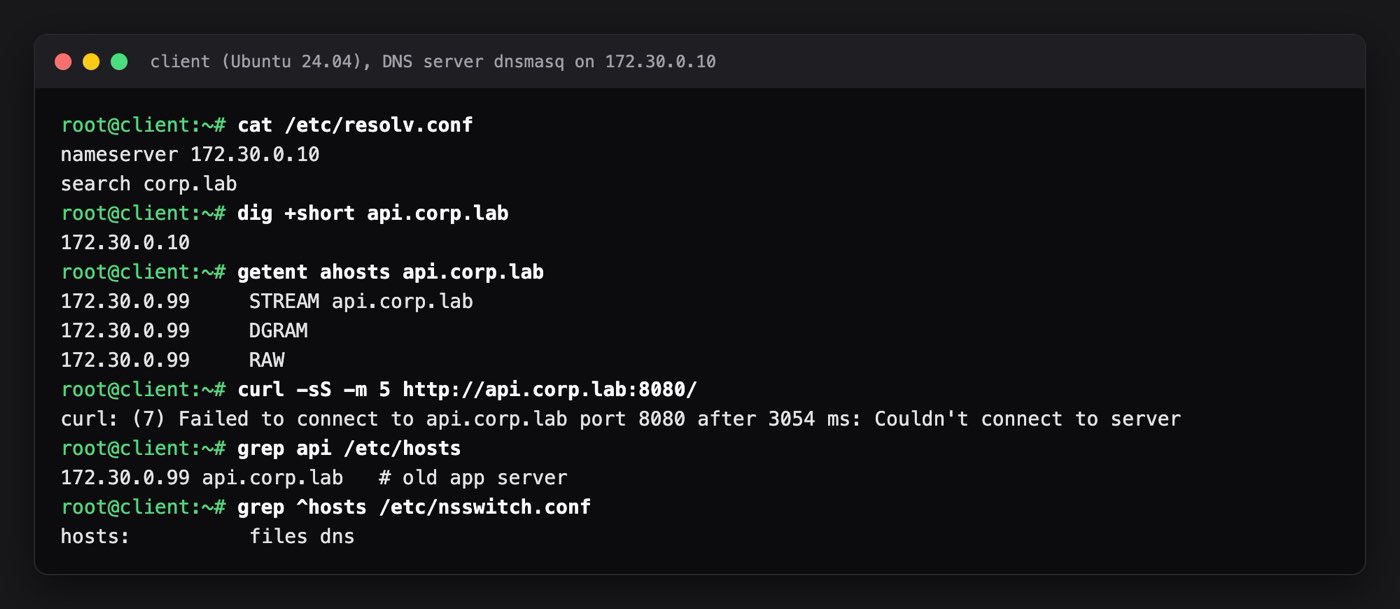 client (Ubuntu 24.04), DNS server dnsmasq on 172.30.0.10
root@client:~# cat /etc/resolv.conf
nameserver 172.30.0.10
search corp.lab
root@client:~# dig +short api.corp.lab
172.30.0.10
root@client:~# getent ahosts api.corp.lab
172.30.0.99     STREAM api.corp.lab
172.30.0.99     DGRAM
172.30.0.99     RAW
root@client:~# curl -sS -m 5 http://api.corp.lab:8080/
curl: (7) Failed to connect to api.corp.lab port 8080 after 3054 ms: Couldn't connect to server
root@client:~# grep api /etc/hosts
172.30.0.99 api.corp.lab   # old app server
root@client:~# grep ^hosts /etc/nsswitch.conf
hosts:          files dns